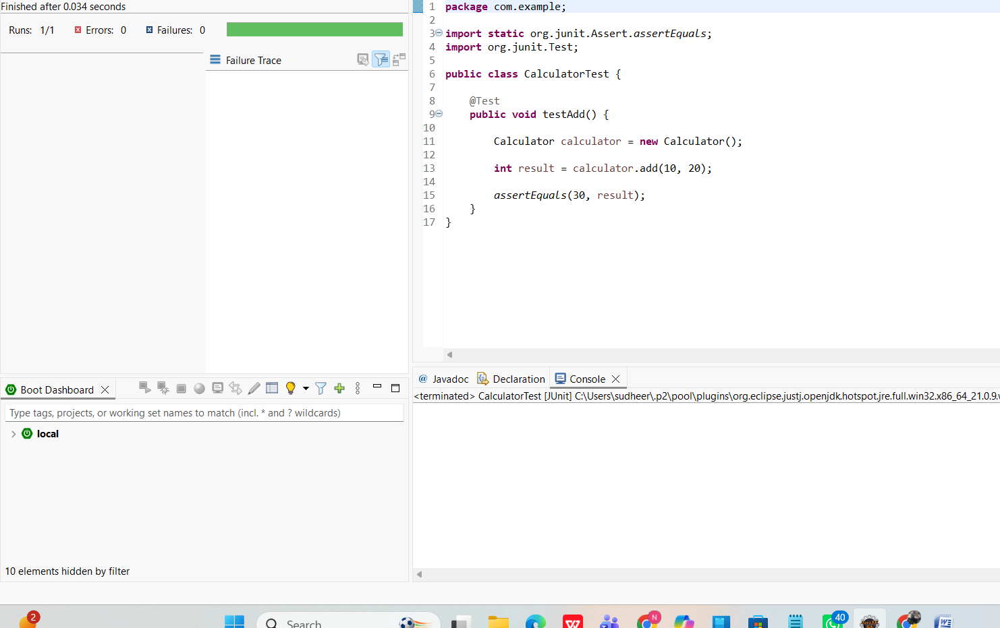 Finished after 0.034 seconds
Runs: 1/1 Errors: 0 Failures: 0
Failure Trace
1 package com.example;
2
3 import static org.junit.Assert.assertEquals;
4 import org.junit.Test;
5
6 public class CalculatorTest {
7
8 @Test
9 public void testAdd() {
10
11 Calculator calculator = new Calculator();
12
13 int result = calculator.add(10, 20);
14
15 assertEquals(30, result);
16 }
17 }
Boot Dashboard
Type tags, projects, or working set names to match (incl. * and ? wildcards)
local
10 elements hidden by filter
@ Javadoc Declaration Console
<terminated> CalculatorTest [JUnit] C:\Users\sudheer\.p2\pool\plugins\org.eclipse.justj.openjdk.hotspot.jre.full.win32.x86_64_21.0.9.v
2 Search N 40